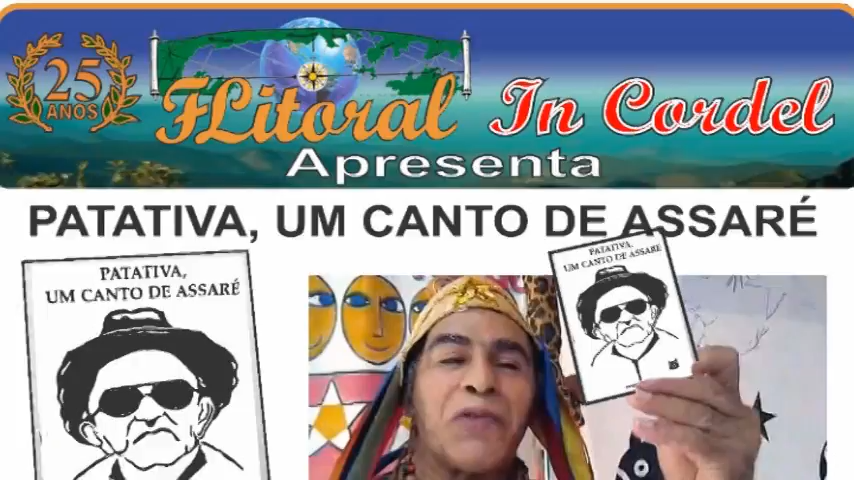 25
ANOS
FLitoral In Cordel
Apresenta
PATATIVA, UM CANTO DE ASSARÉ
PATATIVA,
UM CANTO DE ASSARÉ
PATATIVA,
UM CANTO DE ASSARÉ